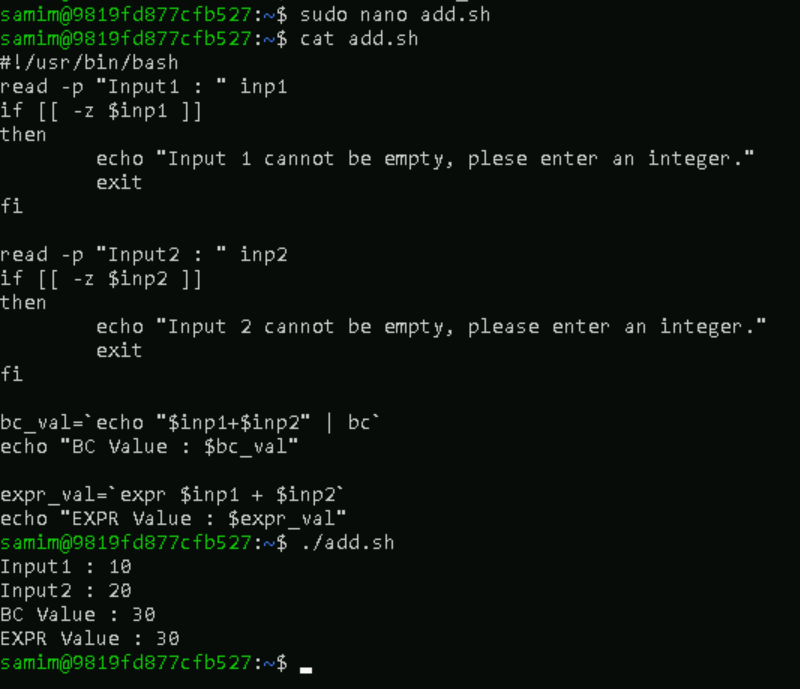 samim@9819fd877cfb527:~$ sudo nano add.sh
samim@9819fd877cfb527:~$ cat add.sh
#!/usr/bin/bash
read -p "Input1 : " inp1
if [[ -z $inp1 ]]
then
        echo "Input 1 cannot be empty, plese enter an integer."
        exit
fi

read -p "Input2 : " inp2
if [[ -z $inp2 ]]
then
        echo "Input 2 cannot be empty, please enter an integer."
        exit
fi

bc_val=`echo "$inp1+$inp2" | bc`
echo "BC Value : $bc_val"

expr_val=`expr $inp1 + $inp2`
echo "EXPR Value : $expr_val"
samim@9819fd877cfb527:~$ ./add.sh
Input1 : 10
Input2 : 20
BC Value : 30
EXPR Value : 30
samim@9819fd877cfb527:~$